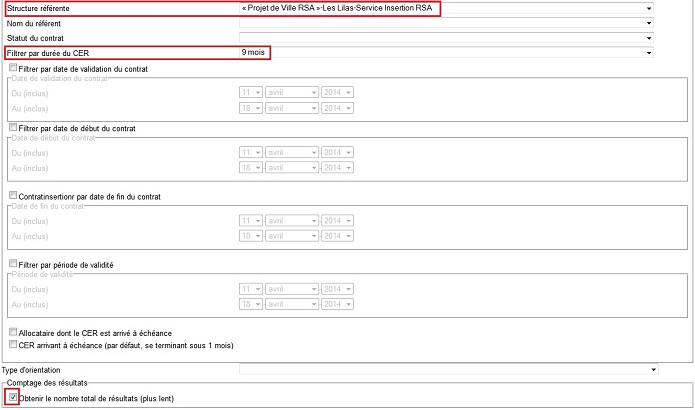 Structure référente « Projet de Ville RSA »-Les Lilas-Service Insertion RSA
Nom du référent
Statut du contrat
Filtrer par durée du CER 9 mois
Filtrer par date de validation du contrat
Date de validation du contrat
Du (inclus) 11 avril 2014
Au (inclus) 18 avril 2014
Filtrer par date de début du contrat
Date de début du contrat
Du (inclus) 11 avril 2014
Au (inclus) 18 avril 2014
Contratinsertionr par date de fin du contrat
Date de fin du contrat
Du (inclus) 11 avril 2014
Au (inclus) 18 avril 2014
Filtrer par période de validité
Période de validité
Du (inclus) 11 avril 2014
Au (inclus) 18 avril 2014
Allocataire dont le CER est arrivé à échéance
CER arrivant à échéance (par défaut, se terminant sous 1 mois)
Type d'orientation
Comptage des résultats
Obtenir le nombre total de résultats (plus lent)